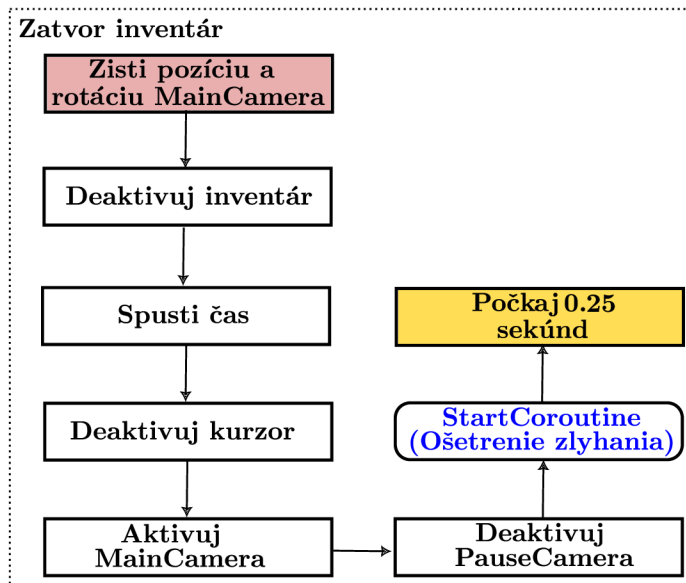 Zatvor inventár
Zisti pozíciu a
rotáciu MainCamera
Deaktivuj inventár
Spusti čas
Deaktivuj kurzor
Aktivuj
MainCamera
Deaktivuj
PauseCamera
StartCoroutine
(Ošetrenie zlyhania)
Počkaj 0.25
sekúnd